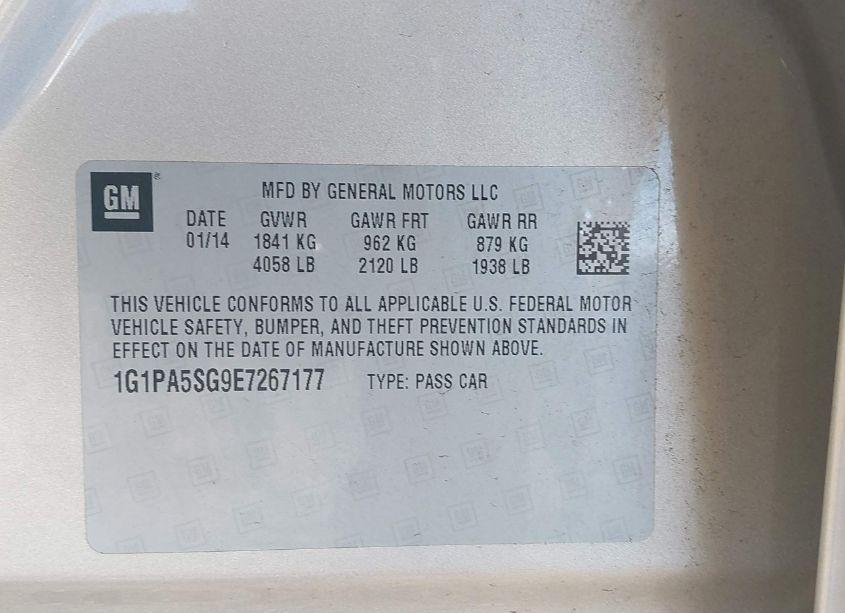 GM®
MFD BY GENERAL MOTORS LLC
DATE GVWR GAWR FRT GAWR RR
01/14 1841 KG 962 KG 879 KG
4058 LB 2120 LB 1938 LB
THIS VEHICLE CONFORMS TO ALL APPLICABLE U.S. FEDERAL MOTOR
VEHICLE SAFETY, BUMPER, AND THEFT PREVENTION STANDARDS IN
EFFECT ON THE DATE OF MANUFACTURE SHOWN ABOVE.
1G1PA5SG9E7267177 TYPE: PASS CAR